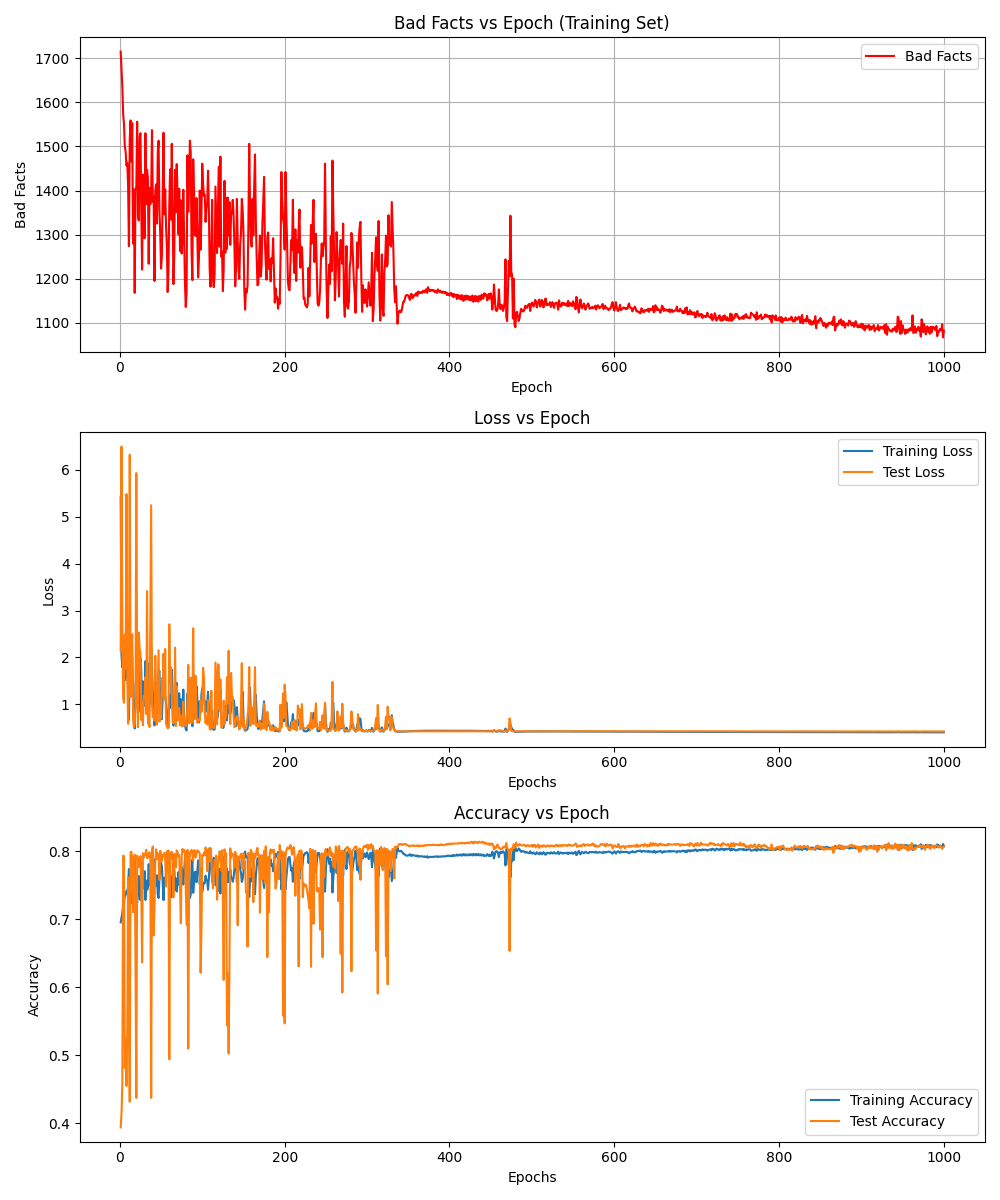 Bad Facts vs Epoch (Training Set)
1700
1600
1500
1400
1300
1200
1100
Bad Facts
Bad Facts
0
200
400
600
800
1000
Epoch
Loss vs Epoch
6
5
4
3
2
1
Loss
Training Loss
Test Loss
0
200
400
600
800
1000
Epochs
Accuracy vs Epoch
0.8
0.7
0.6
0.5
0.4
Accuracy
Training Accuracy
Test Accuracy
0
200
400
600
800
1000
Epochs